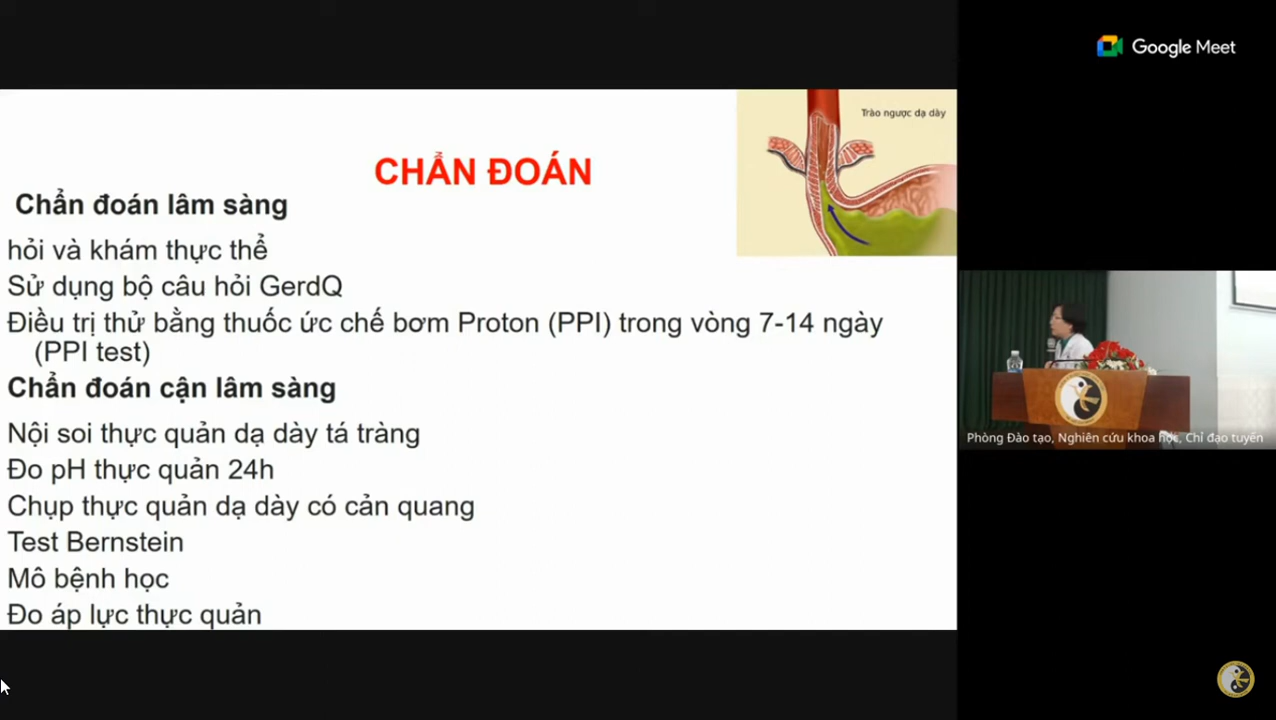 Google Meet
Trào ngược dạ dày
CHẨN ĐOÁN
Chẩn đoán lâm sàng
hỏi và khám thực thể
Sử dụng bộ câu hỏi GerdQ
Điều trị thử bằng thuốc ức chế bơm Proton (PPI) trong vòng 7-14 ngày
(PPI test)
Chẩn đoán cận lâm sàng
Nội soi thực quản dạ dày tá tràng
Đo pH thực quản 24h
Chụp thực quản dạ dày có cản quang
Test Bernstein
Mô bệnh học
Đo áp lực thực quản
Phòng Đào tạo, Nghiên cứu khoa học, Chỉ đạo tuyến